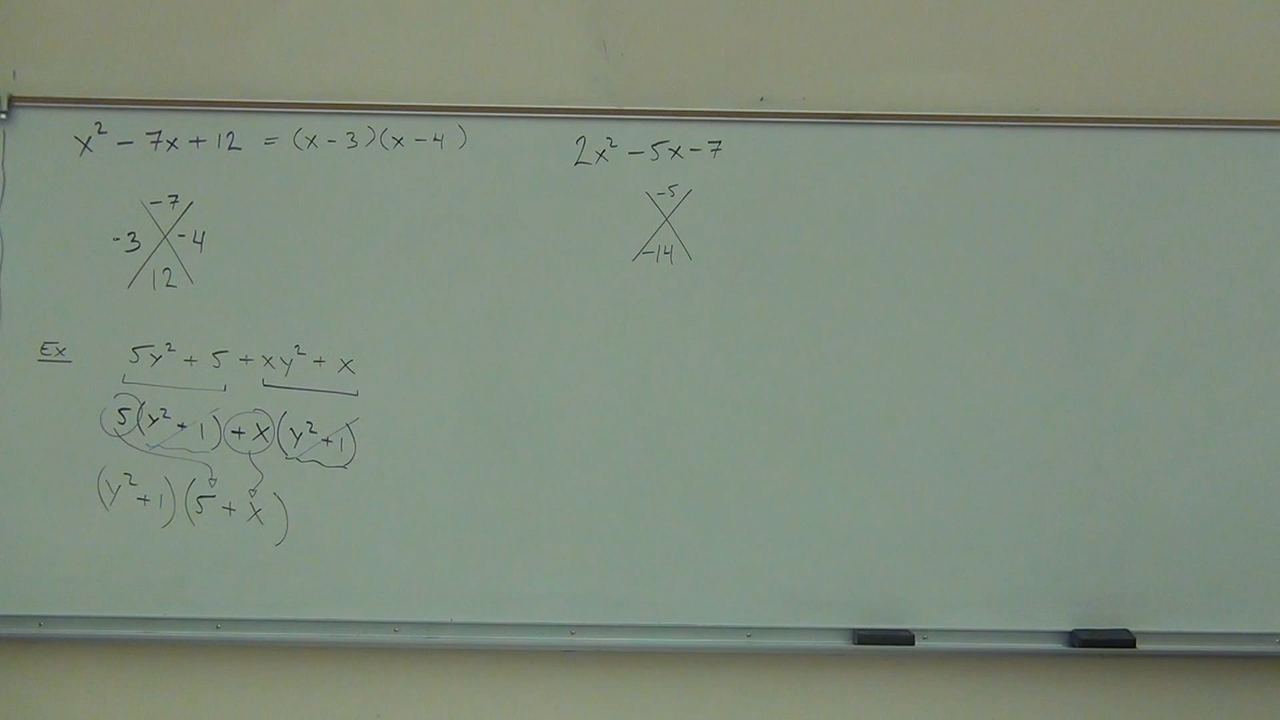 x² - 7x + 12 = (x - 3)(x - 4)
-7
-3 -4
12
2x² - 5x - 7
-5
-14
Ex 5y² + 5 + xy² + x
5(y² + 1) + x(y² + 1)
(y² + 1)(5 + x)